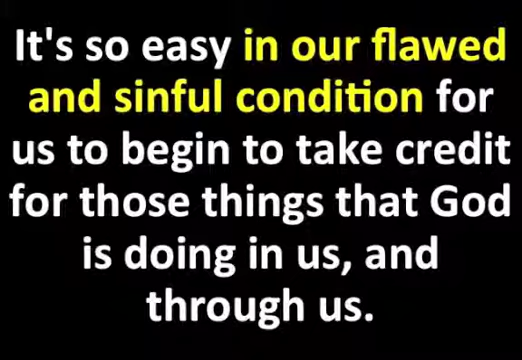 It's so easy in our flawed
and sinful condition for
us to begin to take credit
for those things that God
is doing in us, and
through us.